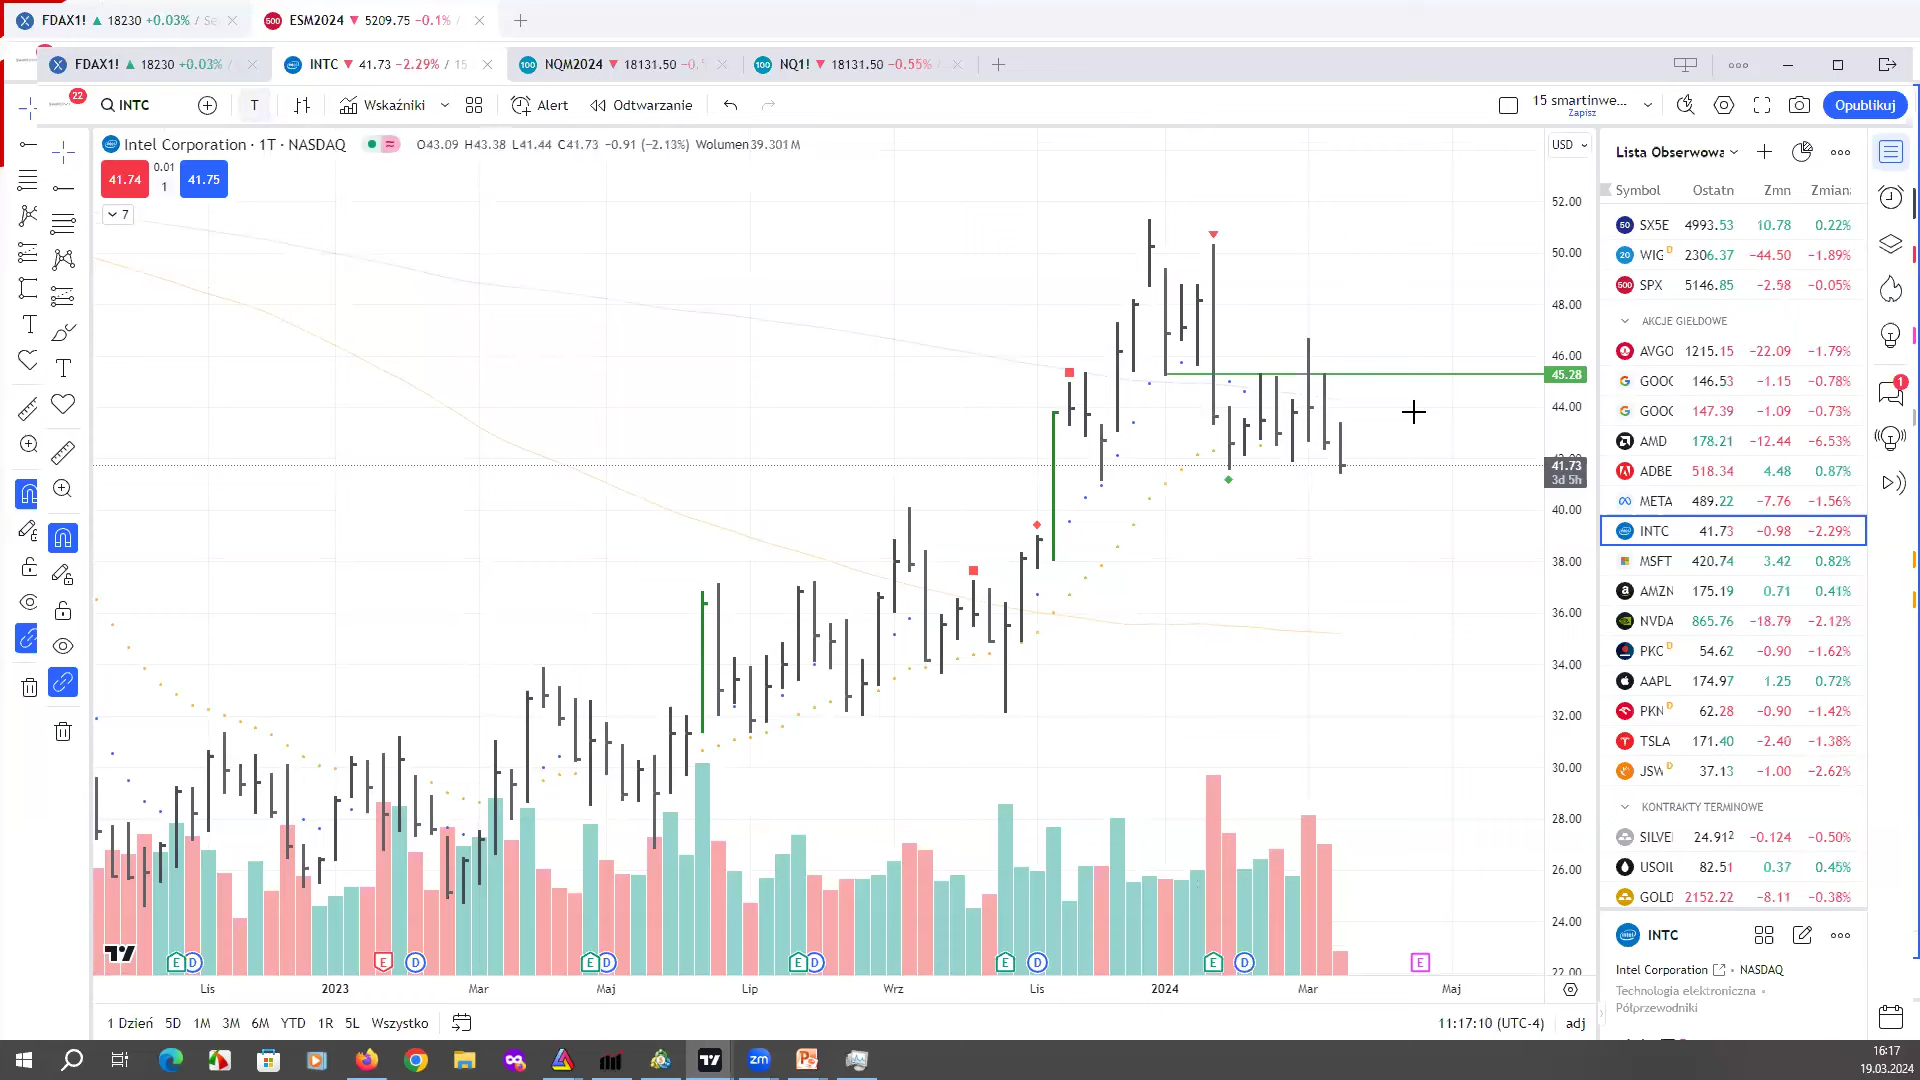 FDAX1! ▲ 18230 +0.03% / Se
ESM2024 ▼ 5209.75 −0.1% /
FDAX1! ▲ 18230 +0.03% /
INTC ▼ 41.73 −2.29% / 15
NQM2024 ▼ 18131.50 −0.5
NQ1! ▼ 18131.50 −0.55% /
22
INTC
T
Wskaźniki
Alert
Odtwarzanie
15 smartinwe...
Zapisz
Opublikuj
Intel Corporation · 1T · NASDAQ
O43.09 H43.38 L41.44 C41.73 −0.91 (−2.13%) Wolumen39.301M
USD
41.74
0.01
1
41.75
7
52.00
50.00
48.00
46.00
45.28
44.00
42.00
41.73
3d 5h
40.00
38.00
36.00
34.00
32.00
30.00
28.00
26.00
24.00
22.00
E D E D E D E D E D E D E
Lis 2023 Mar Maj Lip Wrz Lis 2024 Mar Maj
1 Dzień 5D 1M 3M 6M YTD 1R 5L Wszystko
11:17:10 (UTC-4) adj
Lista Obserwowa
Symbol Ostatn Zmn Zmian
50 SX5E 4993.53 10.78 0.22%
20 WIG D 2306.37 −44.50 −1.89%
500 SPX 5146.85 −2.58 −0.05%
AKCJE GIEŁDOWE
AVGO 1215.15 −22.09 −1.79%
GOOG 146.53 −1.15 −0.78%
GOOG 147.39 −1.09 −0.73%
AMD 178.21 −12.44 −6.53%
ADBE 518.34 4.48 0.87%
META 489.22 −7.76 −1.56%
INTC 41.73 −0.98 −2.29%
MSFT 420.74 3.42 0.82%
AMZN 175.19 0.71 0.41%
NVDA 865.76 −18.79 −2.12%
PKC D 54.62 −0.90 −1.62%
AAPL 174.97 1.25 0.72%
PKN D 62.28 −0.90 −1.42%
TSLA 171.40 −2.40 −1.38%
JSW D 37.13 −1.00 −2.62%
KONTRAKTY TERMINOWE
SILVE 24.912 −0.124 −0.50%
USOIL 82.51 0.37 0.45%
GOLD 2152.22 −8.11 −0.38%
INTC
Intel Corporation • NASDAQ
Technologia elektroniczna •
Półprzewodniki
1
16:17
19.03.2024